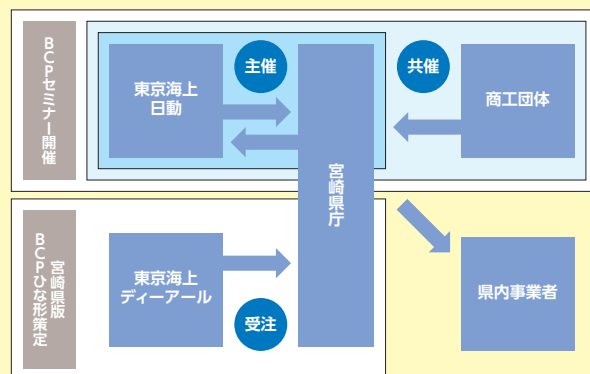 BCPセミナー開催
東京海上
日動
主催
宮崎県庁
共催
商工団体
宮崎県版
BCPひな形策定
東京海上
ディーアール
受注
県内事業者